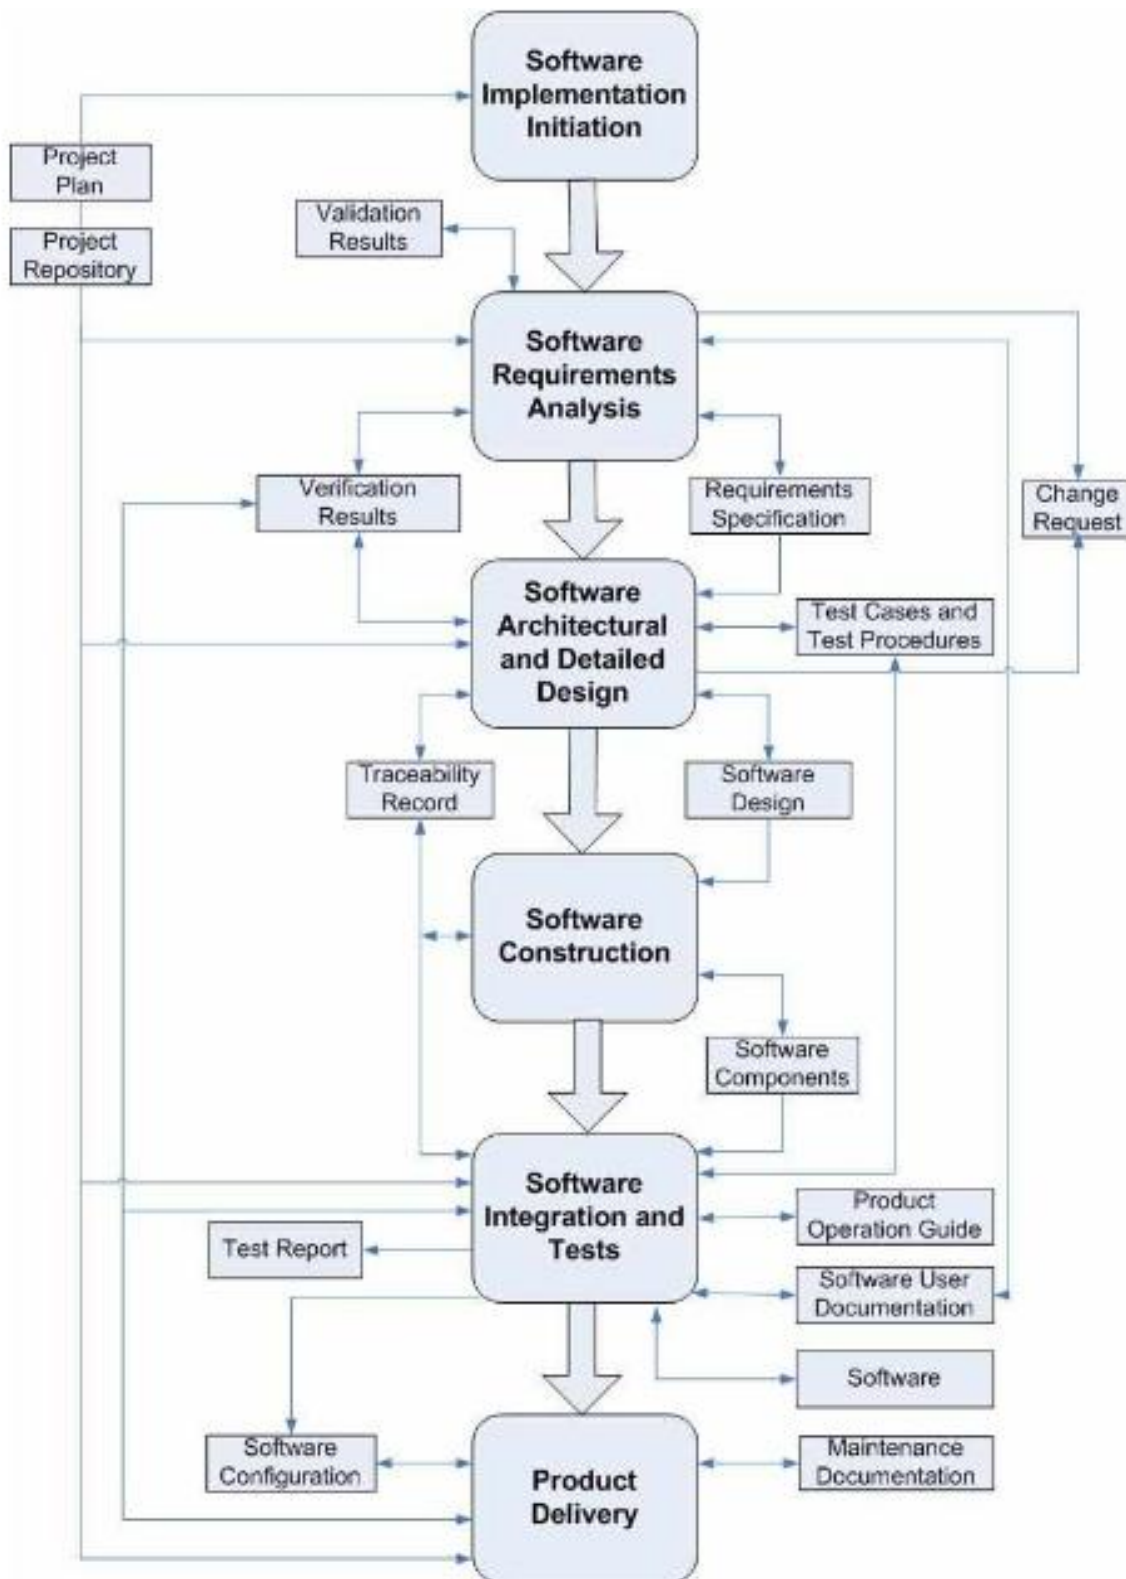 Software
Implementation
Initiation
Project
Plan
Validation
Results
Project
Repository
Software
Requirements
Analysis
Verification
Results
Requirements
Specification
Change
Request
Software
Architectural
and Detailed
Design
Test Cases and
Test Procedures
Traceability
Record
Software
Design
Software
Construction
Software
Components
Software
Integration and
Tests
Product
Operation Guide
Test Report
Software User
Documentation
Software
Software
Configuration
Product
Delivery
Maintenance
Documentation